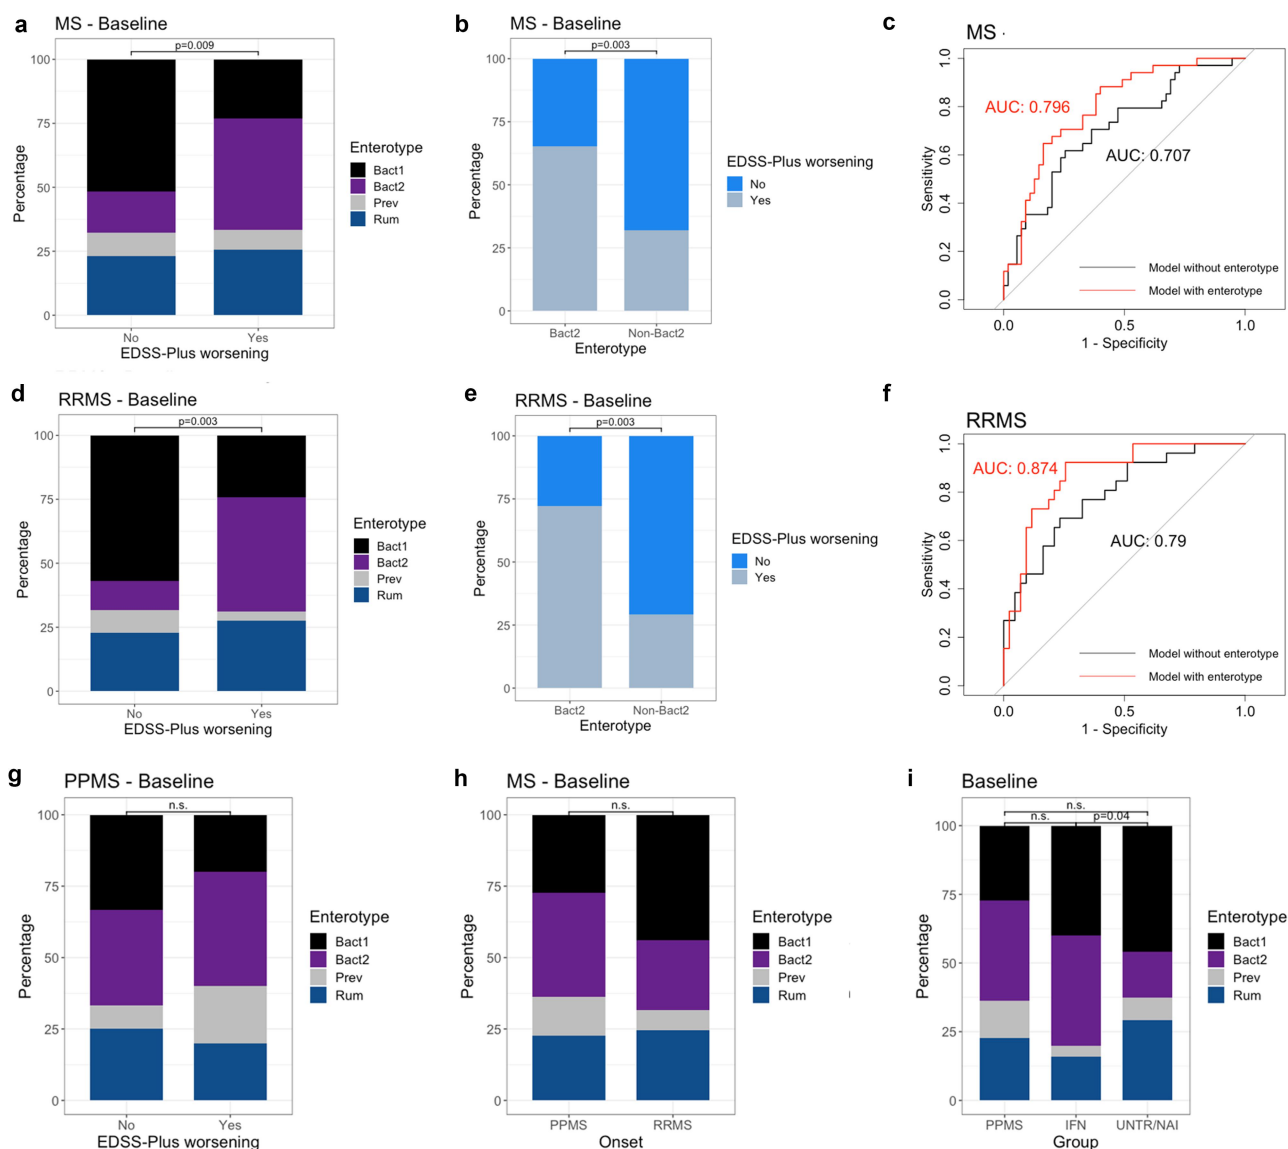 a
MS - Baseline
p=0.009
100
75
50
25
0
Percentage
No
Yes
EDSS-Plus worsening
Enterotype
Bact1
Bact2
Prev
Rum
b
MS - Baseline
p=0.003
100
75
50
25
0
Percentage
Bact2
Non-Bact2
Enterotype
EDSS-Plus worsening
No
Yes
c
MS
AUC: 0.796
AUC: 0.707
1.0
0.8
0.6
0.4
0.2
0.0
Sensitivity
Model without enterotype
Model with enterotype
0.0
0.5
1.0
1 - Specificity
d
RRMS - Baseline
p=0.003
100
75
50
25
0
Percentage
No
Yes
EDSS-Plus worsening
Enterotype
Bact1
Bact2
Prev
Rum
e
RRMS - Baseline
p=0.003
100
75
50
25
0
Percentage
Bact2
Non-Bact2
Enterotype
EDSS-Plus worsening
No
Yes
f
RRMS
AUC: 0.874
AUC: 0.79
1.0
0.8
0.6
0.4
0.2
0.0
Sensitivity
Model without enterotype
Model with enterotype
0.0
0.5
1.0
1 - Specificity
g
PPMS - Baseline
n.s.
100
75
50
25
0
Percentage
No
Yes
EDSS-Plus worsening
Enterotype
Bact1
Bact2
Prev
Rum
h
MS - Baseline
n.s.
100
75
50
25
0
Percentage
PPMS
RRMS
Onset
Enterotype
Bact1
Bact2
Prev
Rum
i
Baseline
n.s.
n.s.
p=0.04
100
75
50
25
0
Percentage
PPMS
IFN
UNTR/NAI
Group
Enterotype
Bact1
Bact2
Prev
Rum